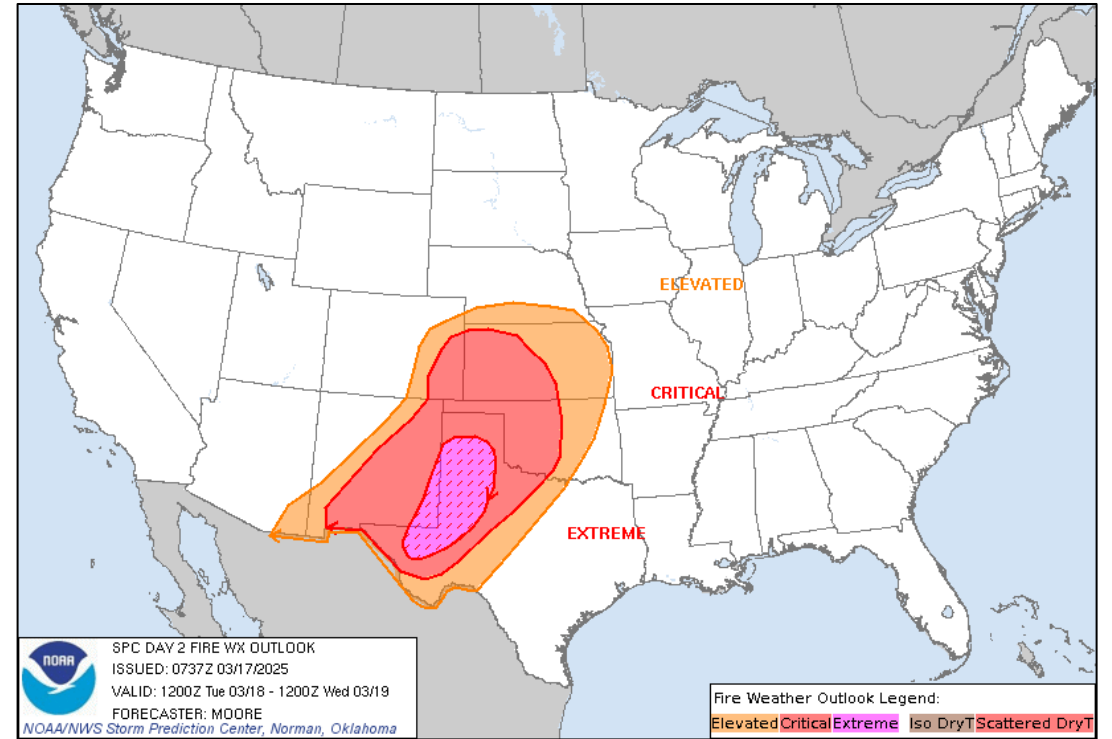 ELEVATED
CRITICAL
EXTREME
NOAA
SPC DAY 2 FIRE WX OUTLOOK
ISSUED: 0737Z 03/17/2025
VALID: 1200Z Tue 03/18 - 1200Z Wed 03/19
FORECASTER: MOORE
NOAA/NWS Storm Prediction Center, Norman, Oklahoma
Fire Weather Outlook Legend:
Elevated Critical Extreme Iso DryT Scattered DryT